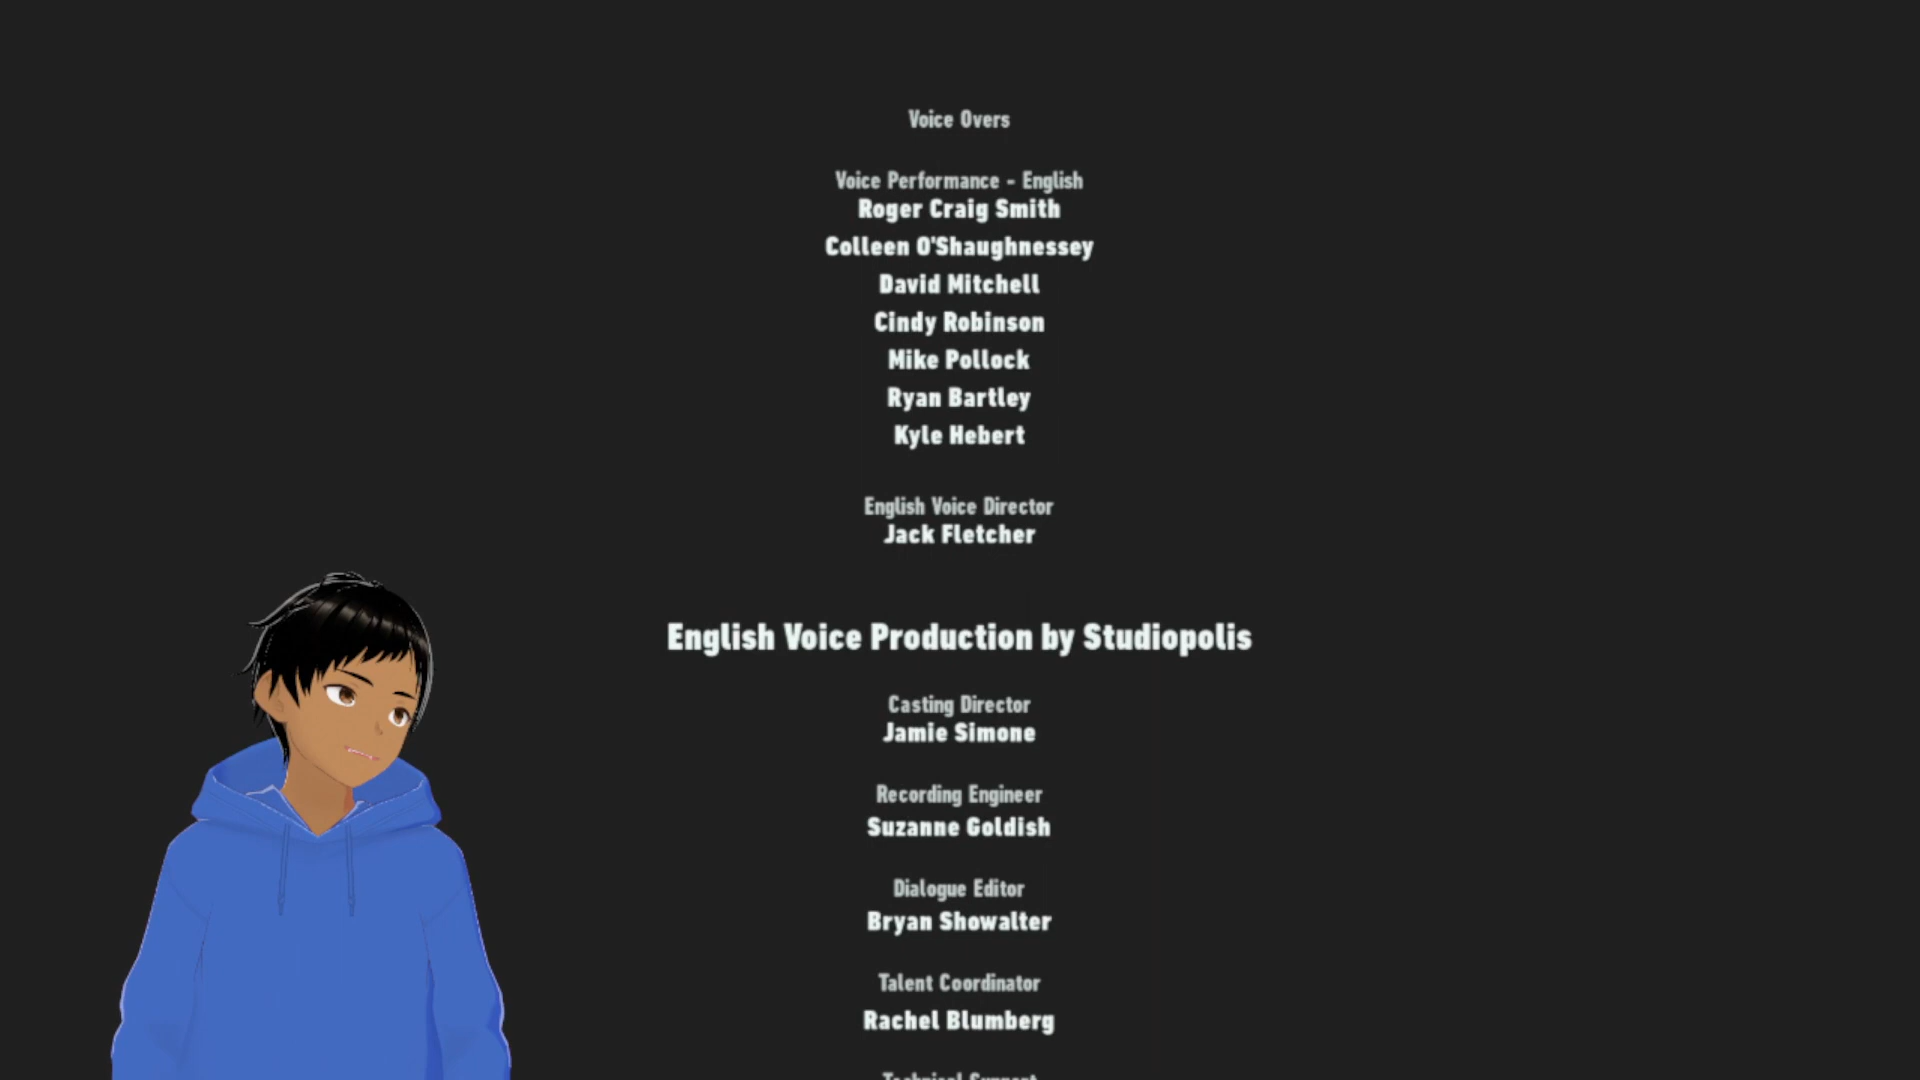 Voice Overs
Voice Performance - English
Roger Craig Smith
Colleen O'Shaughnessey
David Mitchell
Cindy Robinson
Mike Pollock
Ryan Bartley
Kyle Hebert
English Voice Director
Jack Fletcher
English Voice Production by Studiopolis
Casting Director
Jamie Simone
Recording Engineer
Suzanne Goldish
Dialogue Editor
Bryan Showalter
Talent Coordinator
Rachel Blumberg
Technical Support